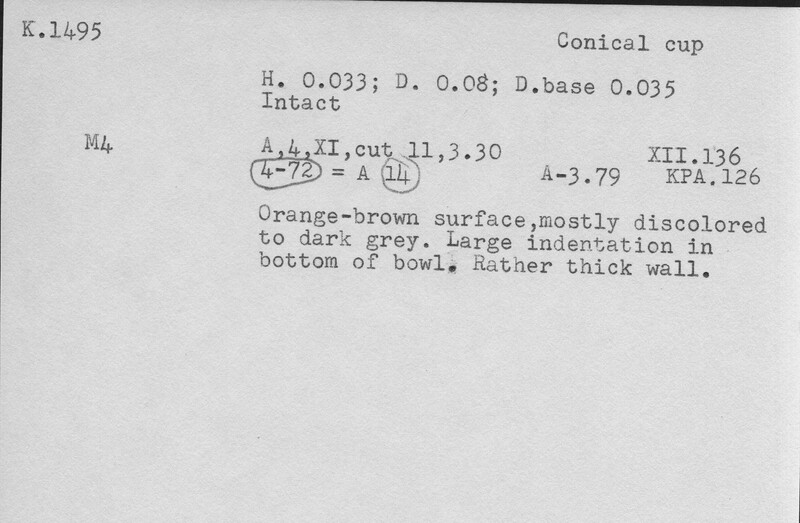 K.1495
Conical cup
H. 0.033; D. 0.08; D.base 0.035
Intact
M4
A,4,XI,cut 11,3.30 XII.136
4-72 = A 14 A-3.79 KPA.126
Orange-brown surface,mostly discolored
to dark grey. Large indentation in
bottom of bowl. Rather thick wall.